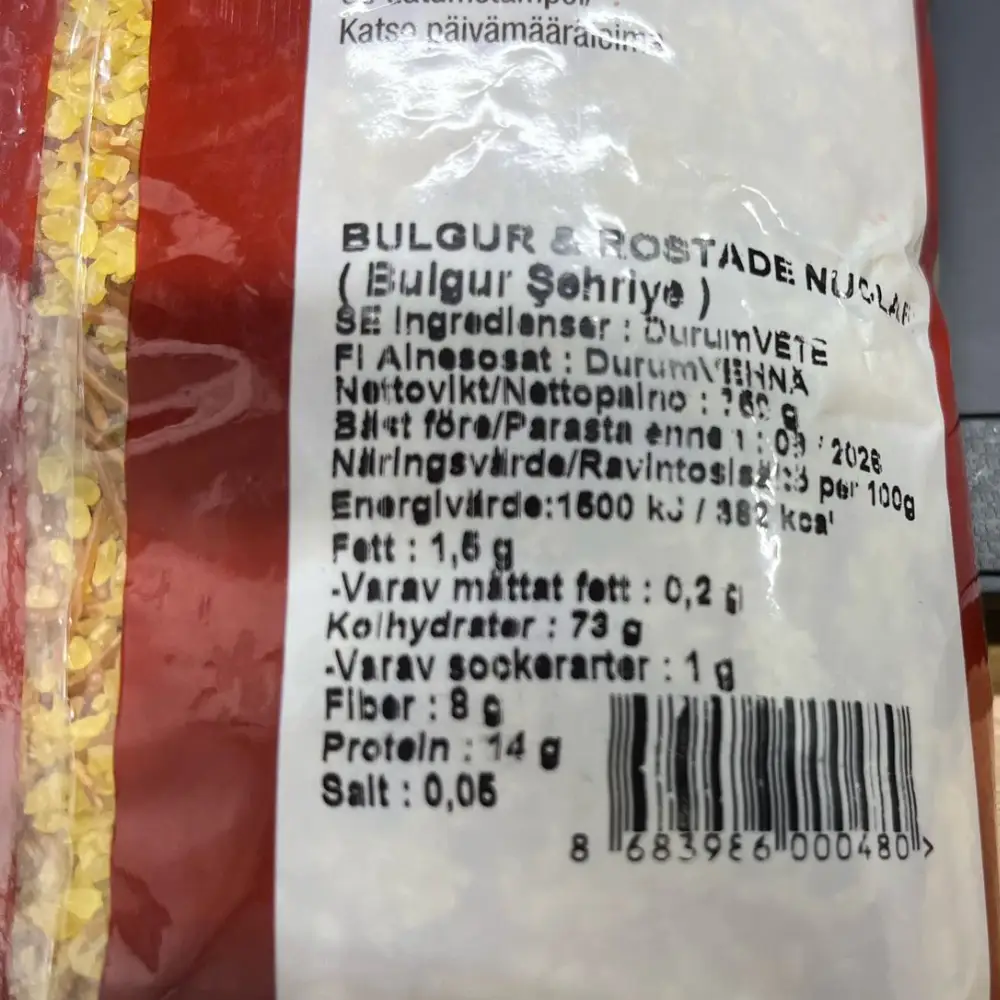 Katso päivämääräleima
BULGUR & ROSTADE NUDLAR
( Bulgur Şehriye )
SE Ingredienser : DurumVETE
FI Ainesosat : DurumVEHNÄ
Nettovikt/Nettopaino : g
Bäst före/Parasta ennen : 2026
Näringsvärde/Ravintosisältö per 100g
Energivärde:1600 kJ / 382 kcal
Fett : 1,5 g
-Varav mättat fett : 0,2 g
Kolhydrater : 73 g
-Varav sockerarter : 1 g
Fiber : 8 g
Protein : 14 g
Salt : 0,05
8 683986 000480 >